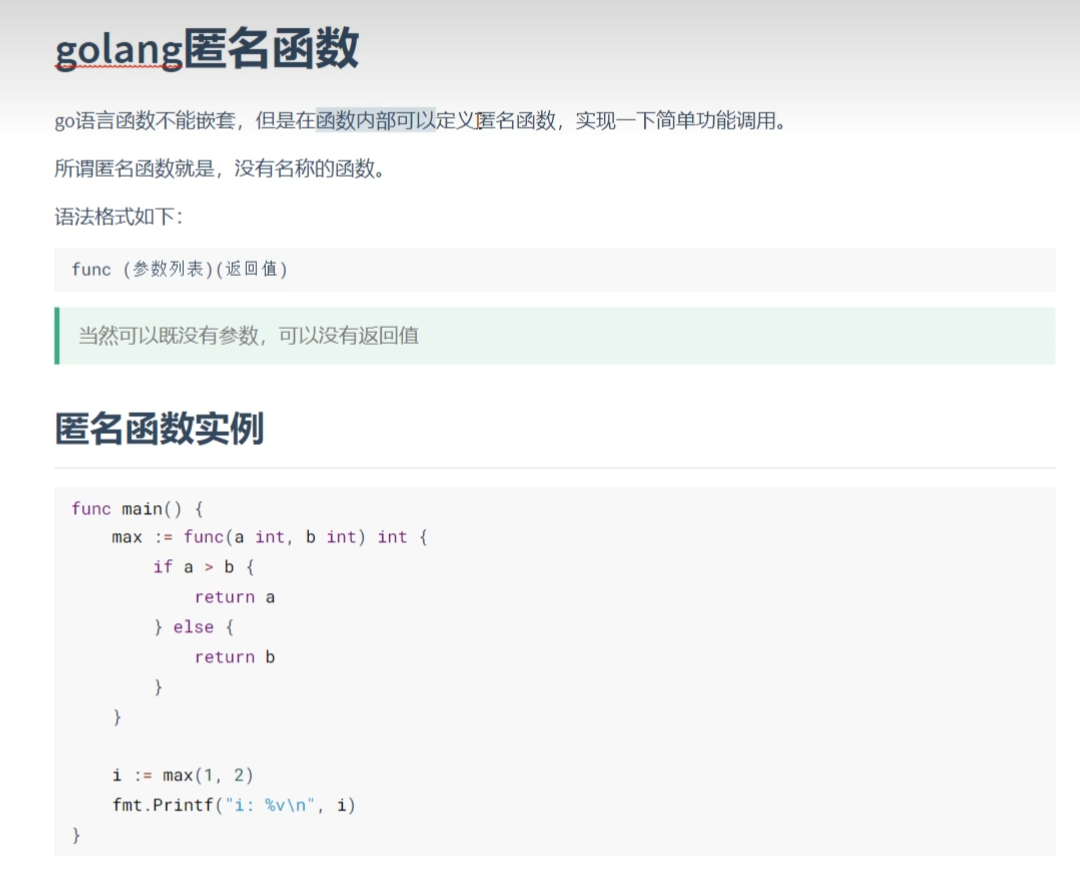 golang匿名函数
go语言函数不能嵌套，但是在函数内部可以定义匿名函数，实现一下简单功能调用。
所谓匿名函数就是，没有名称的函数。
语法格式如下：
func (参数列表)(返回值)
当然可以既没有参数，可以没有返回值
匿名函数实例
func main() {
    max := func(a int, b int) int {
        if a > b {
            return a
        } else {
            return b
        }
    }

    i := max(1, 2)
    fmt.Printf("i: %v\n", i)
}